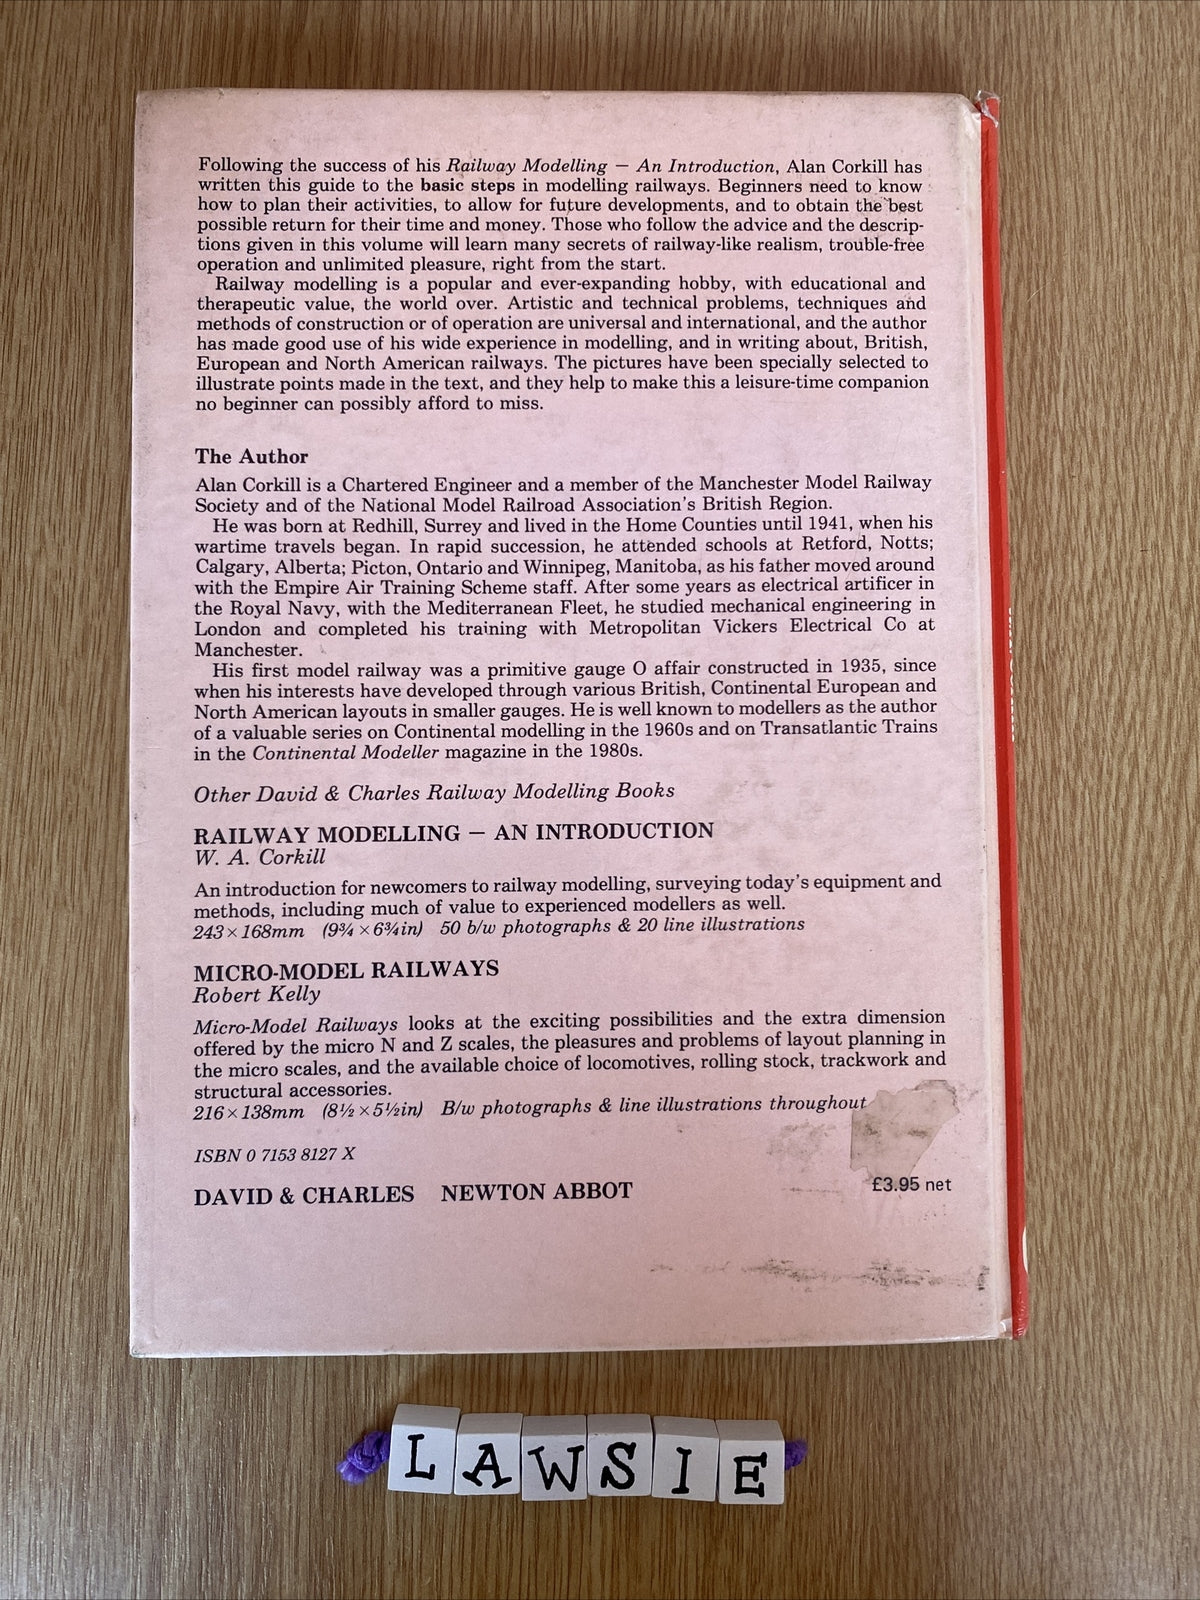 Following the success of his Railway Modelling — An Introduction, Alan Corkill has
written this guide to the basic steps in modelling railways. Beginners need to know
how to plan their activities, to allow for future developments, and to obtain the best
possible return for their time and money. Those who follow the advice and the descrip-
tions given in this volume will learn many secrets of railway-like realism, trouble-free
operation and unlimited pleasure, right from the start.
Railway modelling is a popular and ever-expanding hobby, with educational and
therapeutic value, the world over. Artistic and technical problems, techniques and
methods of construction or of operation are universal and international, and the author
has made good use of his wide experience in modelling, and in writing about, British,
European and North American railways. The pictures have been specially selected to
illustrate points made in the text, and they help to make this a leisure-time companion
no beginner can possibly afford to miss.
The Author
Alan Corkill is a Chartered Engineer and a member of the Manchester Model Railway
Society and of the National Model Railroad Association's British Region.
He was born at Redhill, Surrey and lived in the Home Counties until 1941, when his
wartime travels began. In rapid succession, he attended schools at Retford, Notts;
Calgary, Alberta; Picton, Ontario and Winnipeg, Manitoba, as his father moved around
with the Empire Air Training Scheme staff. After some years as electrical artificer in
the Royal Navy, with the Mediterranean Fleet, he studied mechanical engineering in
London and completed his training with Metropolitan Vickers Electrical Co at
Manchester.
His first model railway was a primitive gauge O affair constructed in 1935, since
when his interests have developed through various British, Continental European and
North American layouts in smaller gauges. He is well known to modellers as the author
of a valuable series on Continental modelling in the 1960s and on Transatlantic Trains
in the Continental Modeller magazine in the 1980s.
Other David & Charles Railway Modelling Books
RAILWAY MODELLING — AN INTRODUCTION
W. A. Corkill
An introduction for newcomers to railway modelling, surveying today's equipment and
methods, including much of value to experienced modellers as well.
243 × 168mm (9¾ × 6¾in) 50 b/w photographs & 20 line illustrations
MICRO-MODEL RAILWAYS
Robert Kelly
Micro-Model Railways looks at the exciting possibilities and the extra dimension
offered by the micro N and Z scales, the pleasures and problems of layout planning in
the micro scales, and the available choice of locomotives, rolling stock, trackwork and
structural accessories.
216 × 138mm (8½ × 5½in) B/w photographs & line illustrations throughout
ISBN 0 7153 8127 X
DAVID & CHARLES NEWTON ABBOT
£3.95 net
LAWSIE